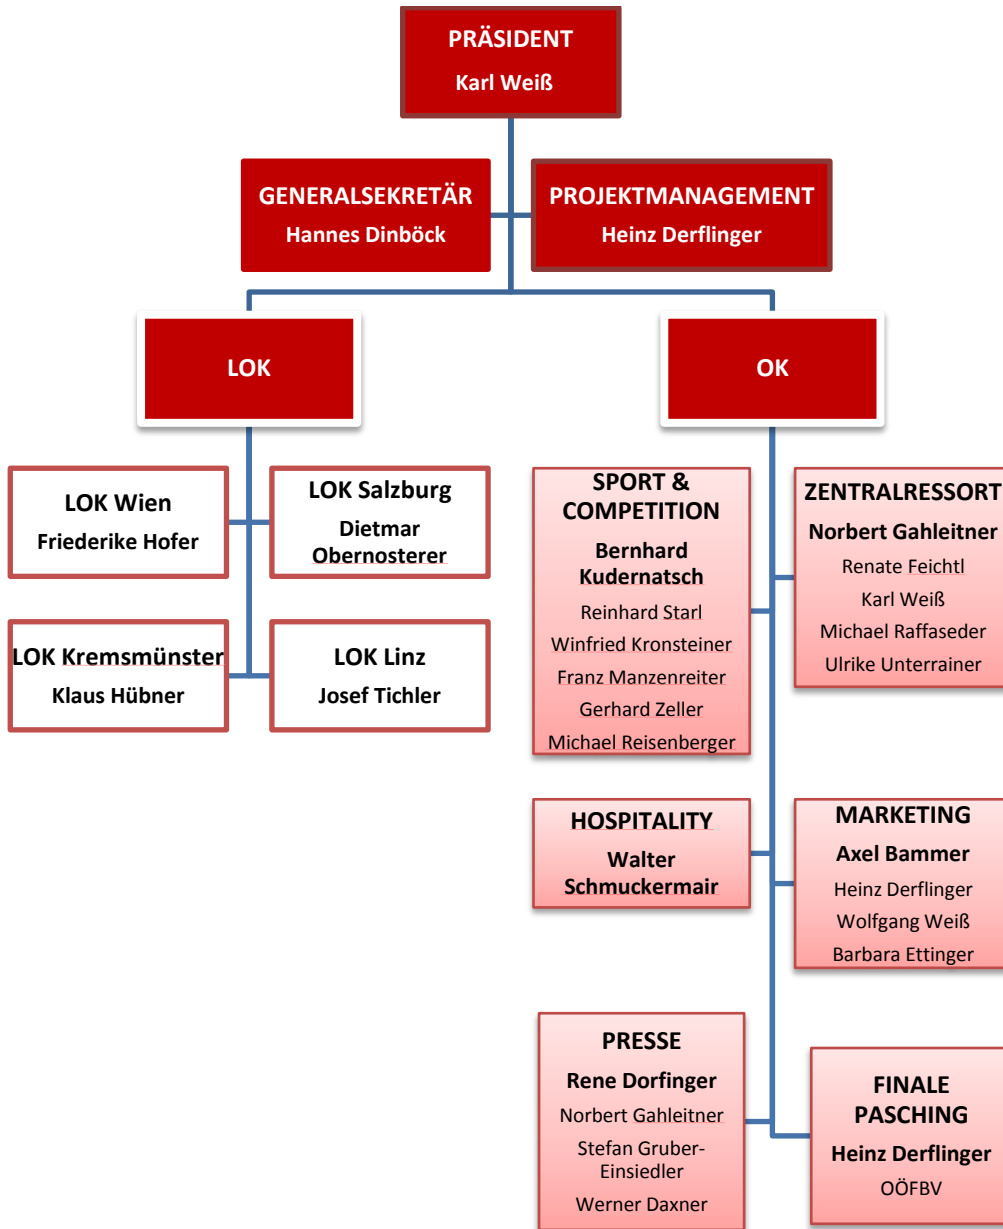 PRÄSIDENT
Karl Weiß
GENERALSEKRETÄR
Hannes Dinböck
PROJEKTMANAGEMENT
Heinz Derflinger
LOK
OK
LOK Wien
Friederike Hofer
LOK Salzburg
Dietmar
Obernosterer
LOK Kremsmünster
Klaus Hübner
LOK Linz
Josef Tichler
SPORT &
COMPETITION
Bernhard
Kudernatsch
Reinhard Starl
Winfried Kronsteiner
Franz Manzenreiter
Gerhard Zeller
Michael Reisenberger
ZENTRALRESSORT
Norbert Gahleitner
Renate Feichtl
Karl Weiß
Michael Raffaseder
Ulrike Unterrainer
HOSPITALITY
Walter
Schmuckermair
MARKETING
Axel Bammer
Heinz Derflinger
Wolfgang Weiß
Barbara Ettinger
PRESSE
Rene Dorfinger
Norbert Gahleitner
Stefan Gruber-
Einsiedler
Werner Daxner
FINALE
PASCHING
Heinz Derflinger
OÖFBV